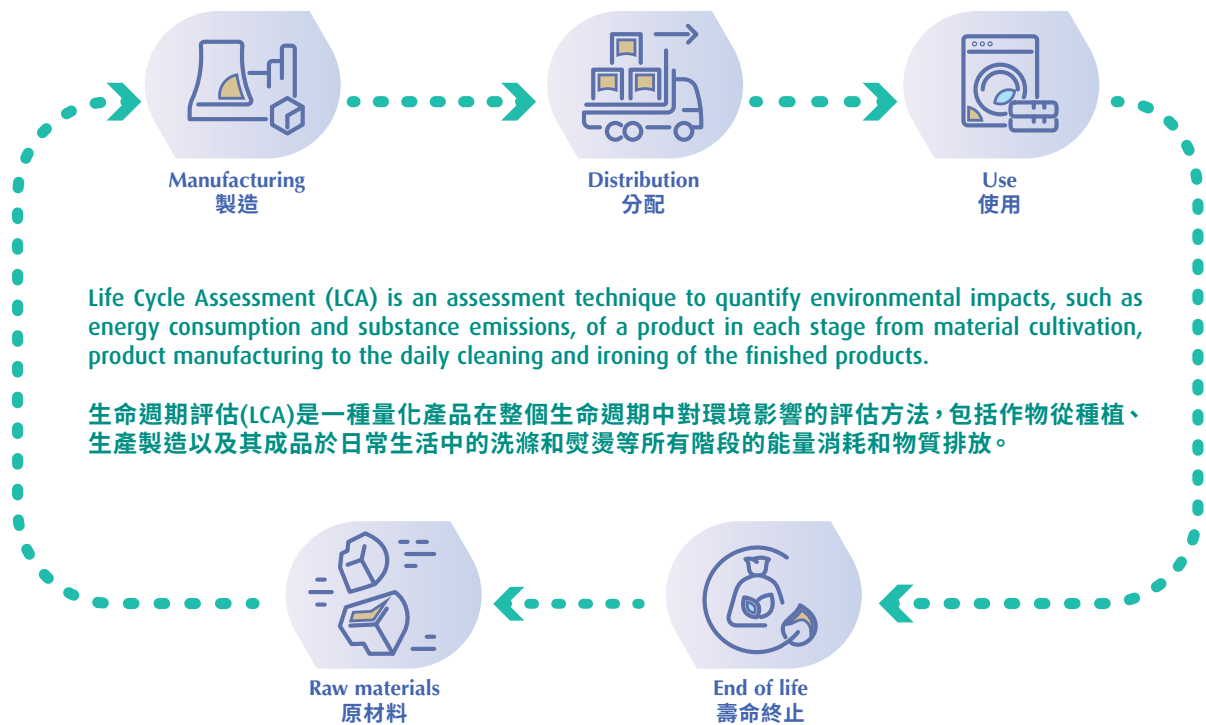 Manufacturing
製造
Distribution
分配
Use
使用
Life Cycle Assessment (LCA) is an assessment technique to quantify environmental impacts, such as
energy consumption and substance emissions, of a product in each stage from material cultivation,
product manufacturing to the daily cleaning and ironing of the finished products.
生命週期評估(LCA)是一種量化產品在整個生命週期中對環境影響的評估方法，包括作物從種植、
生產製造以及其成品於日常生活中的洗滌和熨燙等所有階段的能量消耗和物質排放。
Raw materials
原材料
End of life
壽命終止